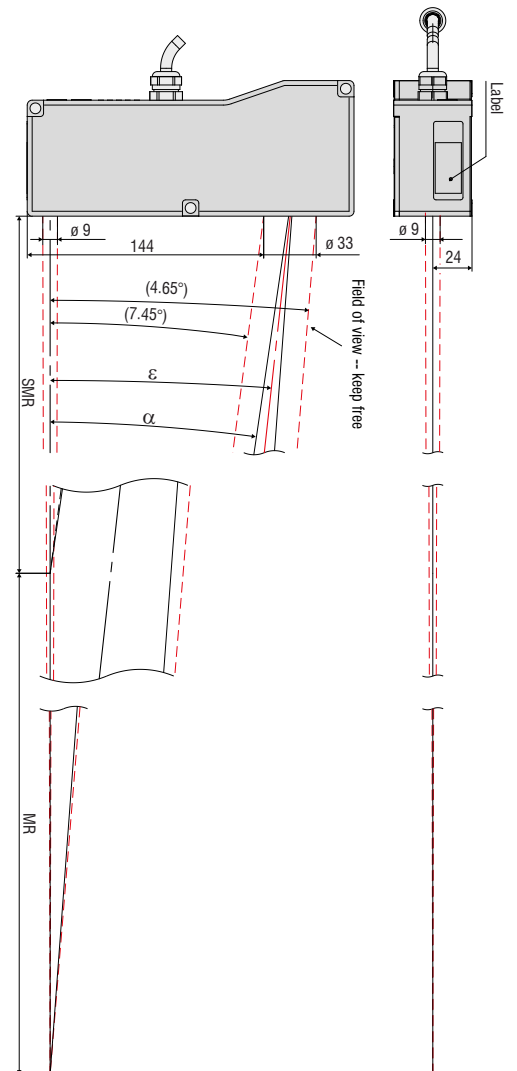 Label
ø 9
144
ø 33
ø 9
24
(4.65°)
(7.45°)
Field of view -- keep free
ε
α
SMR
MR